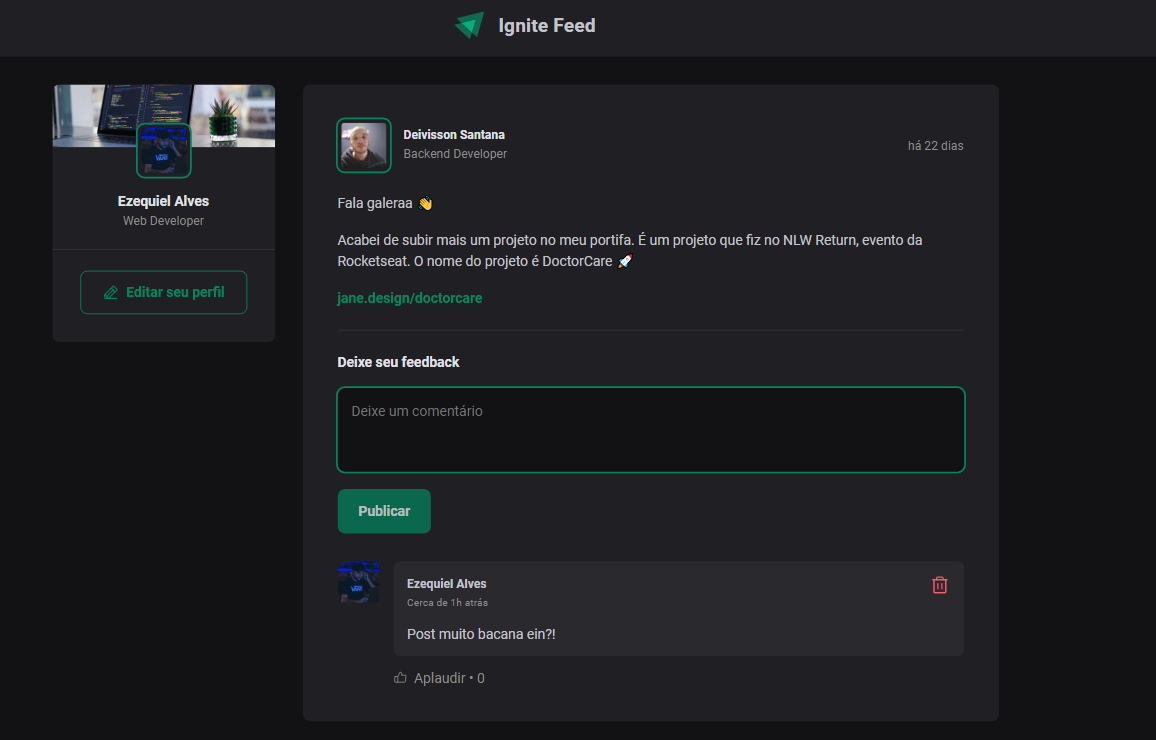 Ignite Feed
Ezequiel Alves
Web Developer
Editar seu perfil
Deivisson Santana
Backend Developer
há 22 dias
Fala galeraa 👋
Acabei de subir mais um projeto no meu portifa. É um projeto que fiz no NLW Return, evento da
Rocketseat. O nome do projeto é DoctorCare 🚀
jane.design/doctorcare
Deixe seu feedback
Deixe um comentário
Publicar
Ezequiel Alves
Cerca de 1h atrás
Post muito bacana ein?!
Aplaudir • 0